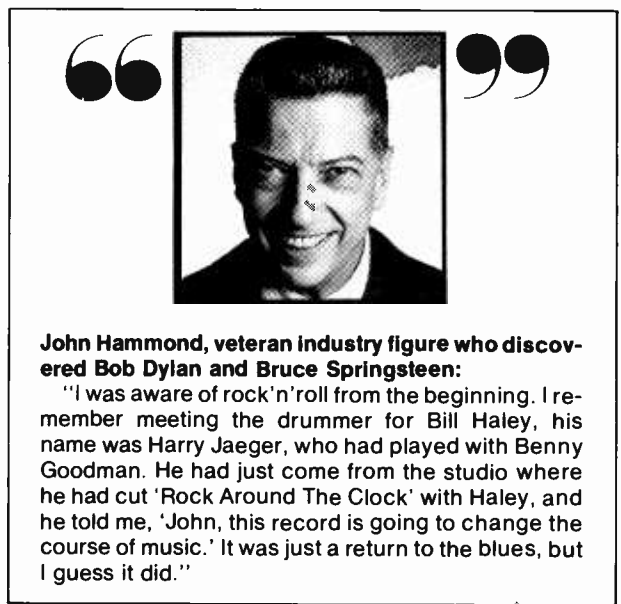 John Hammond, veteran industry figure who discov-
ered Bob Dylan and Bruce Springsteen:
"I was aware of rock'n'roll from the beginning. I re-
member meeting the drummer for Bill Haley, his
name was Harry Jaeger, who had played with Benny
Goodman. He had just come from the studio where
he had cut 'Rock Around The Clock' with Haley, and
he told me, 'John, this record is going to change the
course of music.' It was just a return to the blues, but
I guess it did."